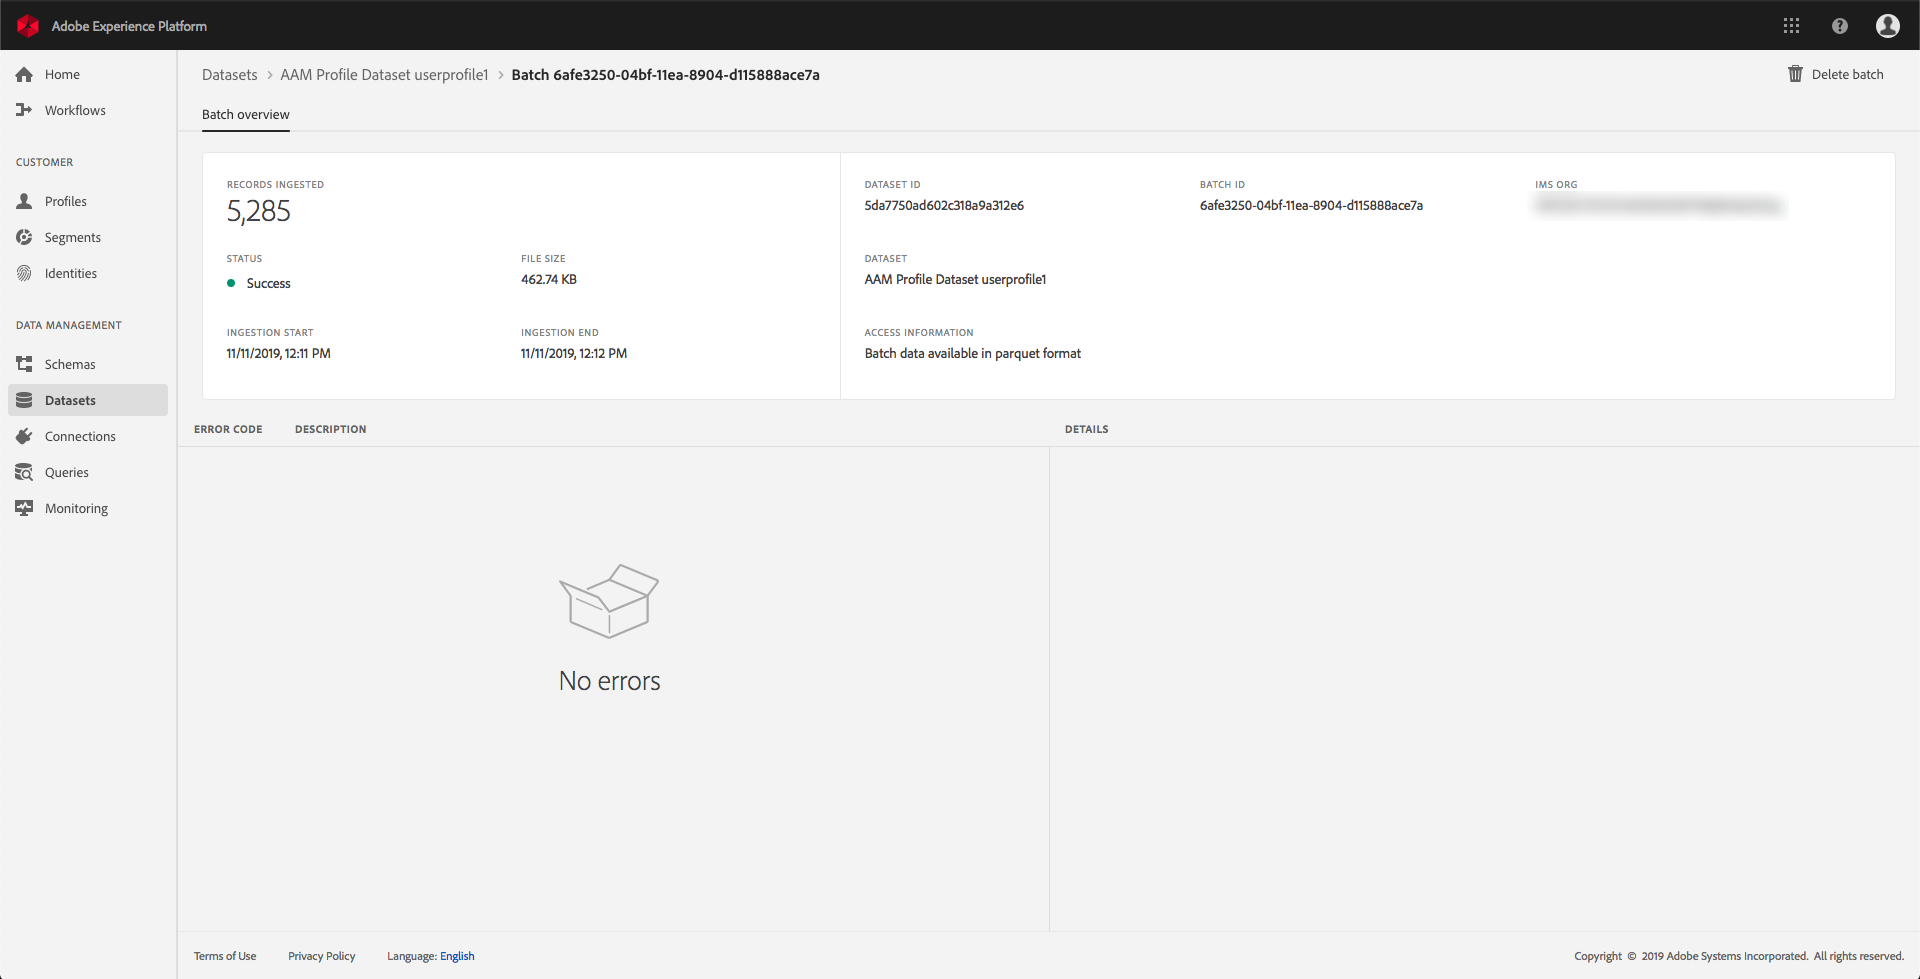 Adobe Experience Platform
Home
Workflows
CUSTOMER
Profiles
Segments
Identities
DATA MANAGEMENT
Schemas
Datasets
Connections
Queries
Monitoring
Datasets > AAM Profile Dataset userprofile1 > Batch 6afe3250-04bf-11ea-8904-d115888ace7a
Delete batch
Batch overview
RECORDS INGESTED
5,285
STATUS
Success
FILE SIZE
462.74 KB
INGESTION START
11/11/2019, 12:11 PM
INGESTION END
11/11/2019, 12:12 PM
DATASET ID
5da7750ad602c318a9a312e6
BATCH ID
6afe3250-04bf-11ea-8904-d115888ace7a
IMS ORG
DATASET
AAM Profile Dataset userprofile1
ACCESS INFORMATION
Batch data available in parquet format
ERROR CODE DESCRIPTION DETAILS
No errors
Terms of Use Privacy Policy Language: English
Copyright © 2019 Adobe Systems Incorporated. All rights reserved.